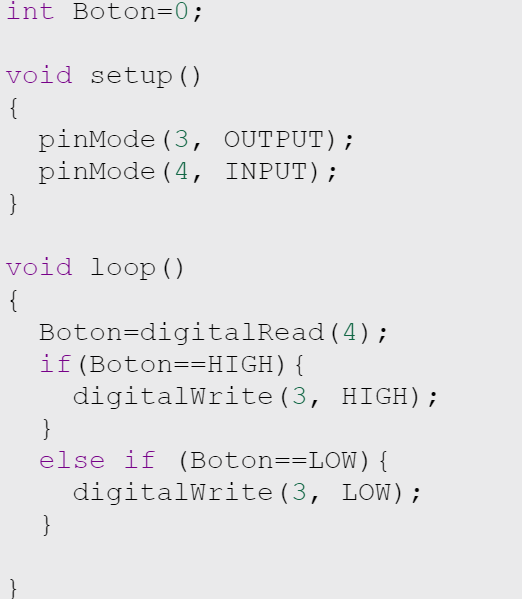 int Boton=0;

void setup()
{
  pinMode(3, OUTPUT);
  pinMode(4, INPUT);
}

void loop()
{
  Boton=digitalRead(4);
  if(Boton==HIGH){
    digitalWrite(3, HIGH);
  }
  else if (Boton==LOW){
    digitalWrite(3, LOW);
  }

}